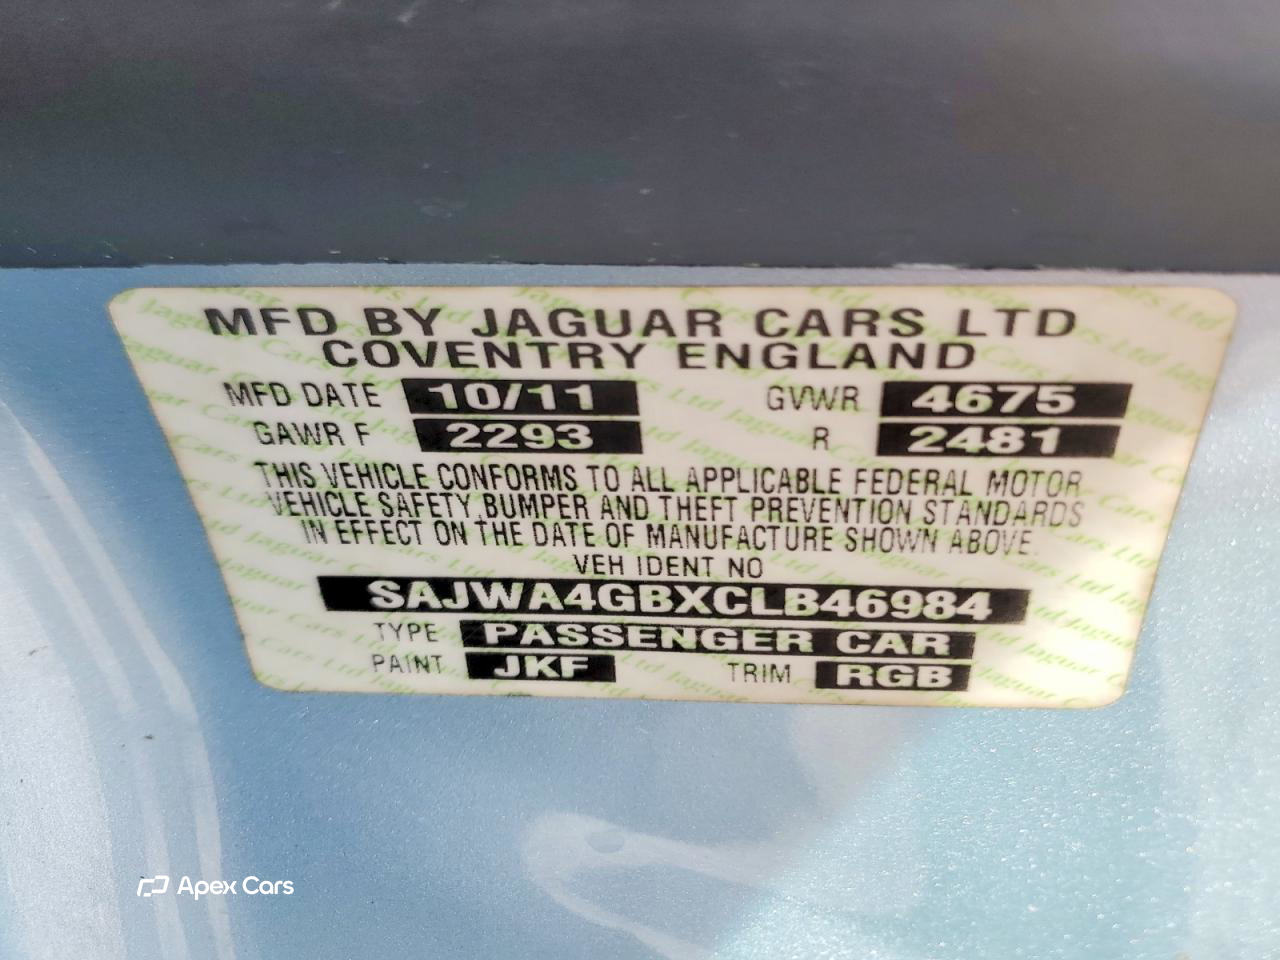 MFD BY JAGUAR CARS LTD
COVENTRY ENGLAND
MFD DATE 10/11 GVWR 4675
GAWR F 2293 R 2481
THIS VEHICLE CONFORMS TO ALL APPLICABLE FEDERAL MOTOR
VEHICLE SAFETY, BUMPER AND THEFT PREVENTION STANDARDS
IN EFFECT ON THE DATE OF MANUFACTURE SHOWN ABOVE.
VEH IDENT NO
SAJWA4GBXCLB46984
TYPE PASSENGER CAR
PAINT JKF TRIM RGB
Apex Cars